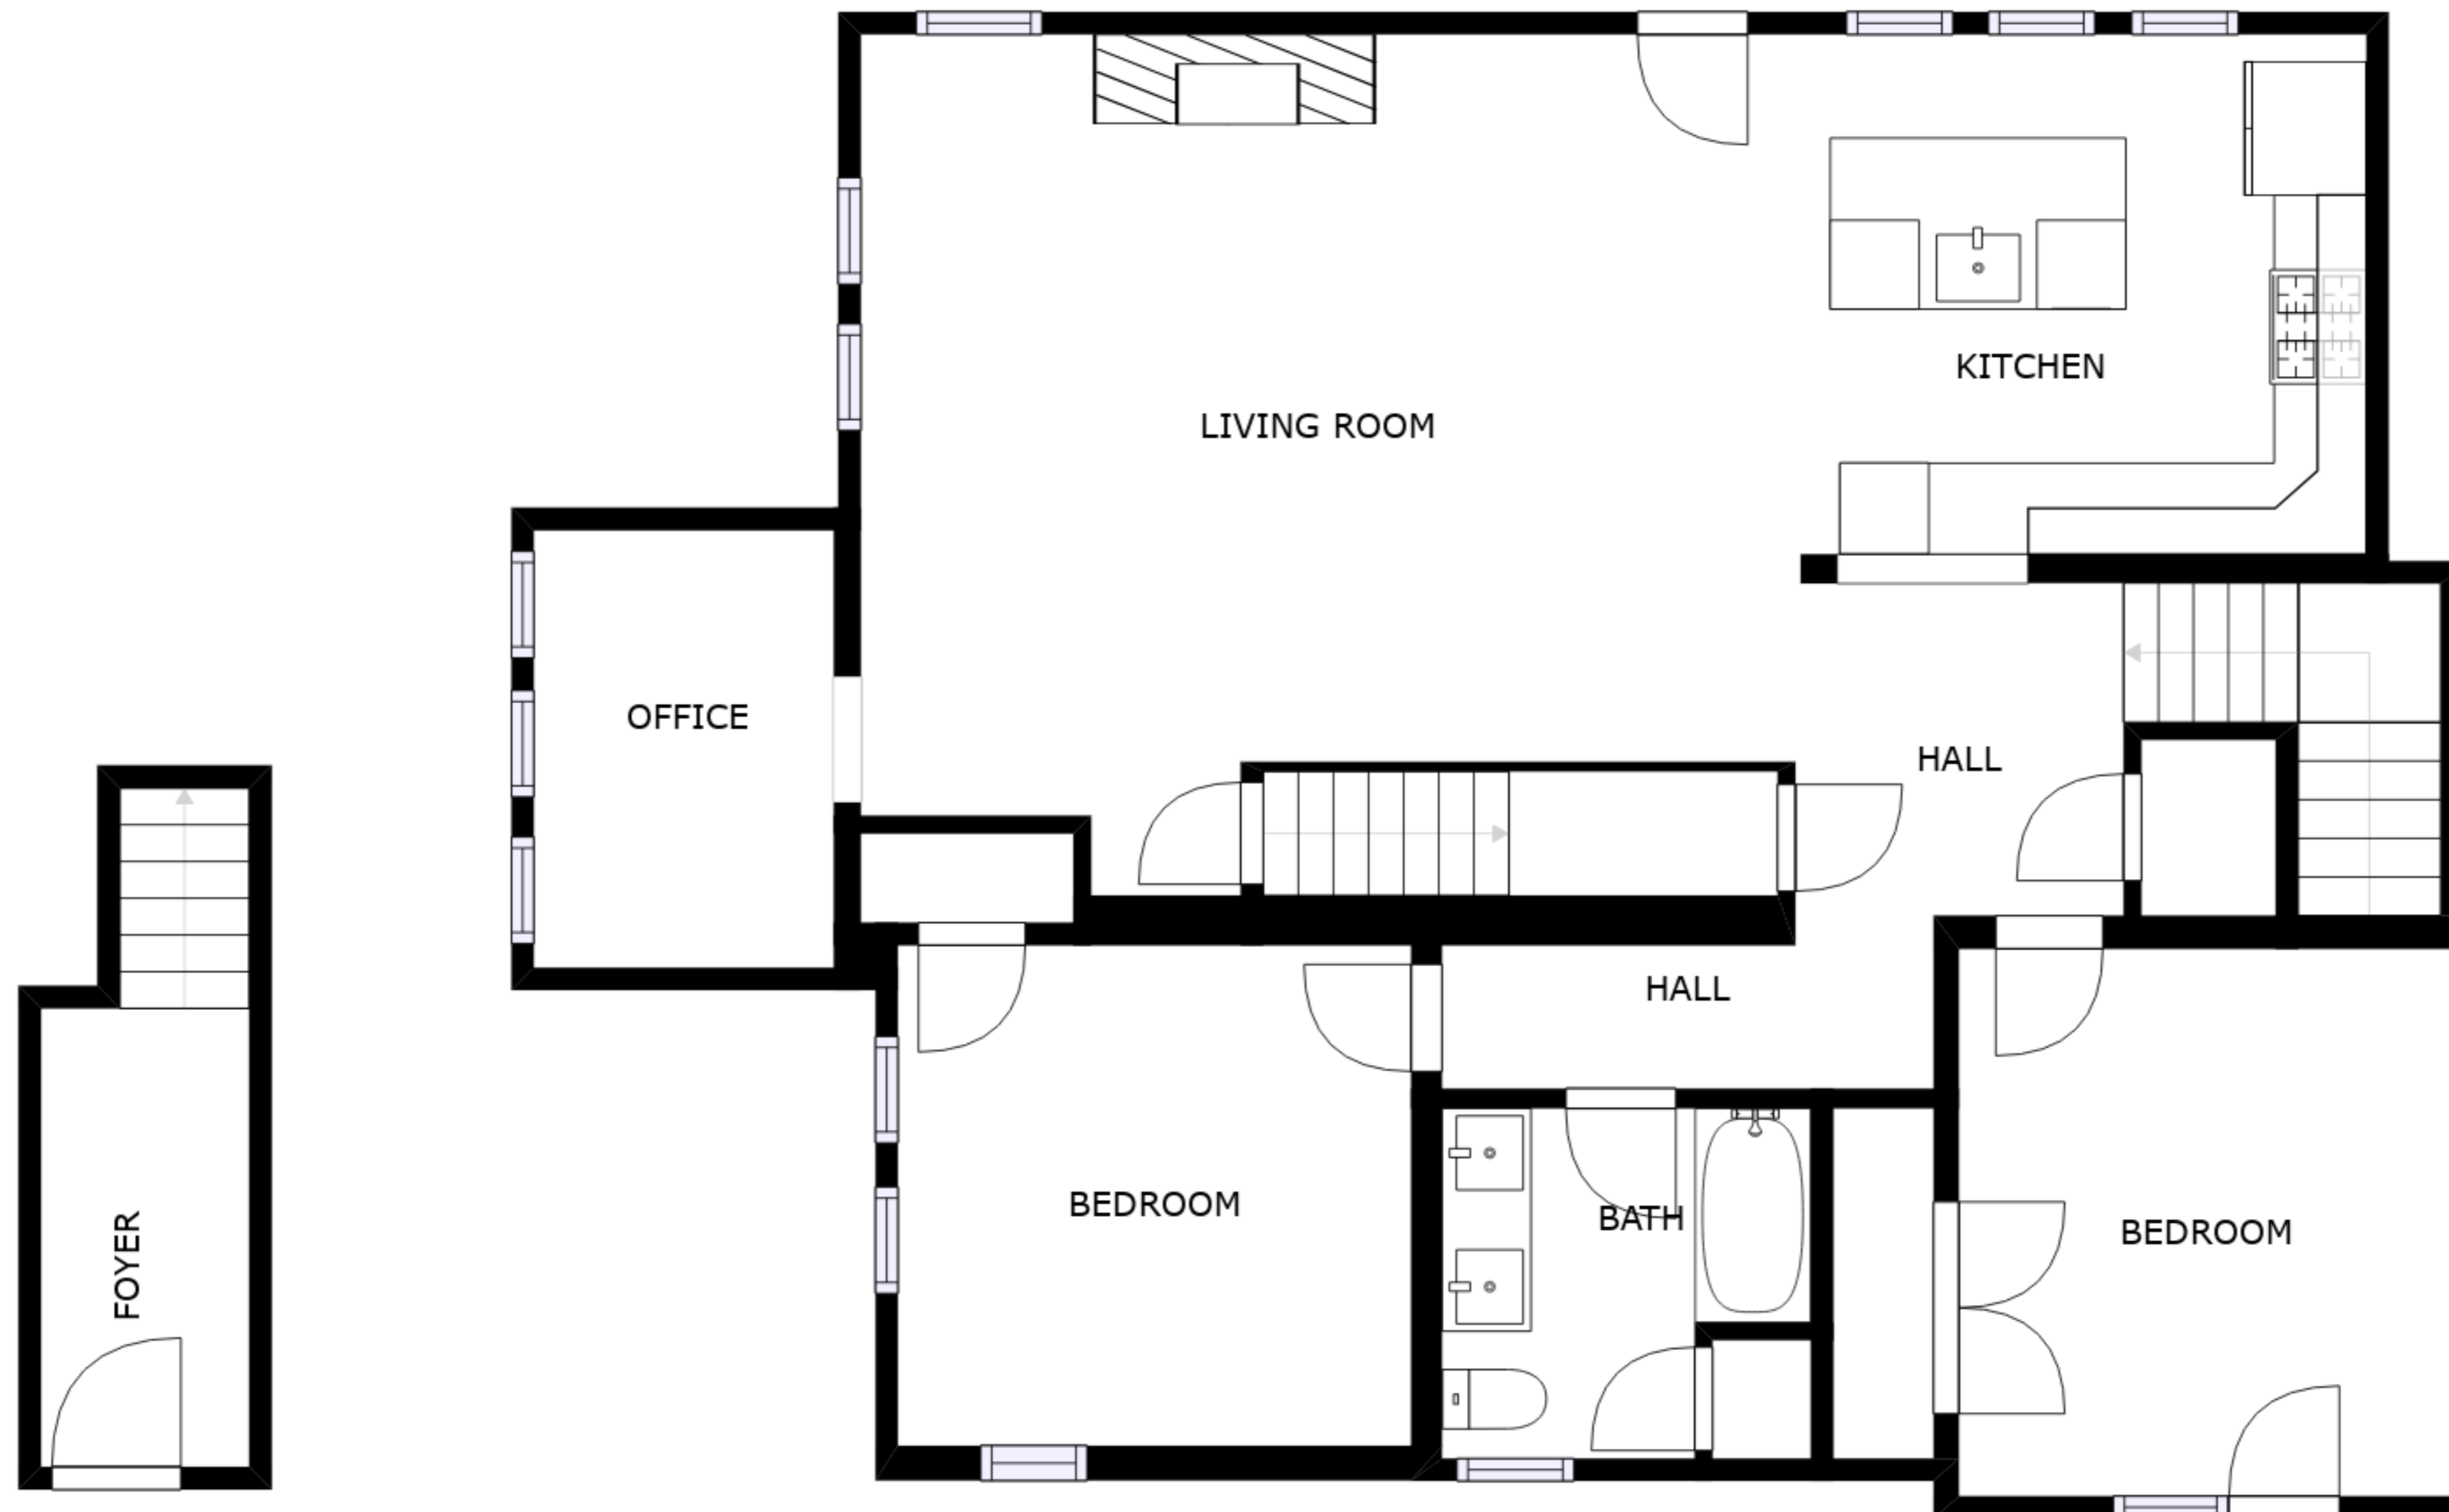 KITCHEN
LIVING ROOM
OFFICE
HALL
HALL
BEDROOM
BATH
BEDROOM
FOYER